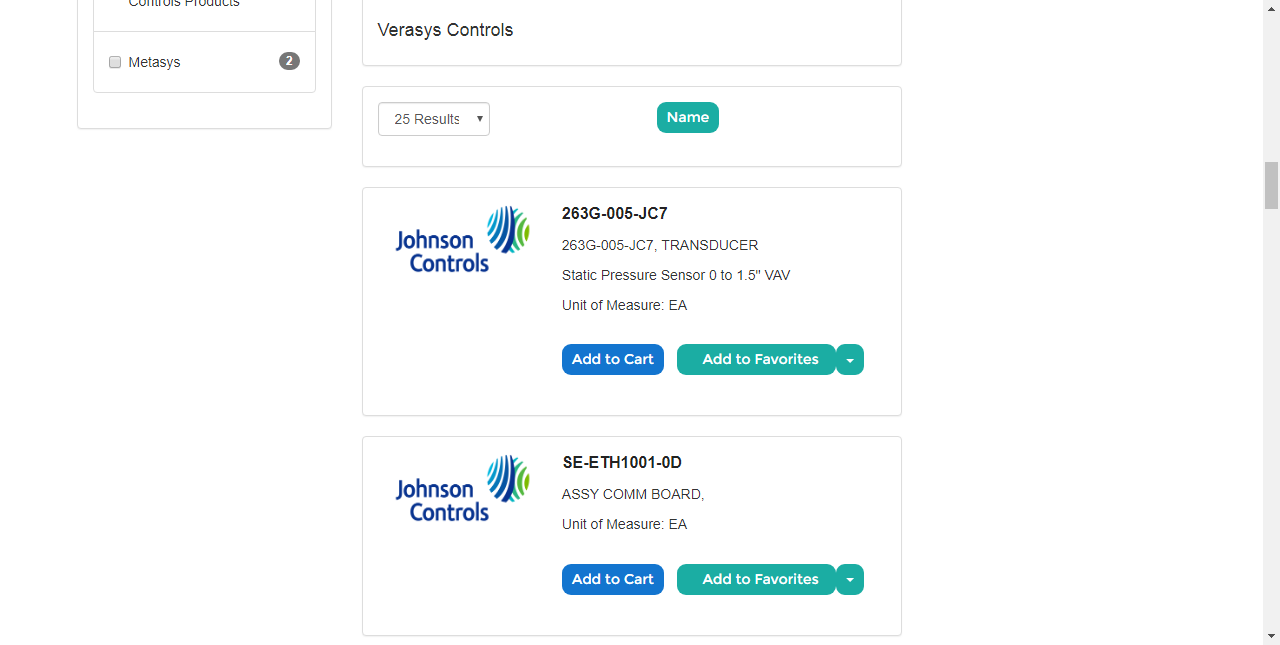 Controls Products
Metasys
2
Verasys Controls
25 Results
Name
Johnson
Controls
263G-005-JC7
263G-005-JC7, TRANSDUCER
Static Pressure Sensor 0 to 1.5" VAV
Unit of Measure: EA
Add to Cart
Add to Favorites
Johnson
Controls
SE-ETH1001-0D
ASSY COMM BOARD,
Unit of Measure: EA
Add to Cart
Add to Favorites